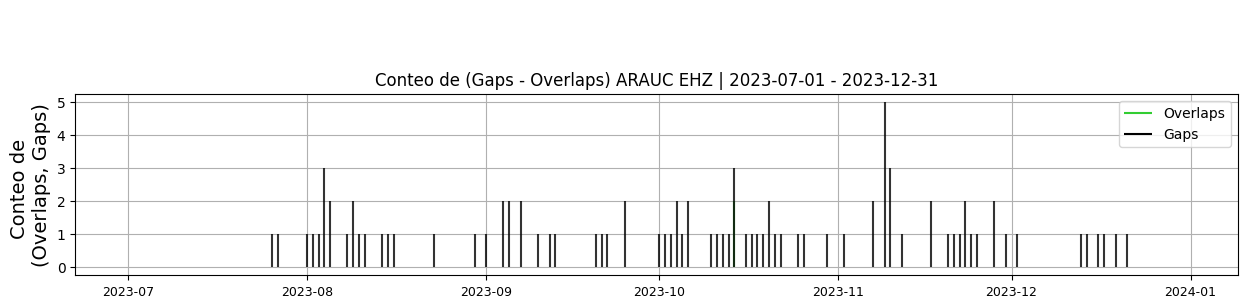 Conteo de (Gaps - Overlaps) ARAUC EHZ | 2023-07-01 - 2023-12-31
Conteo de
(Overlaps, Gaps)
5
4
3
2
1
0
Overlaps
Gaps
2023-07
2023-08
2023-09
2023-10
2023-11
2023-12
2024-01